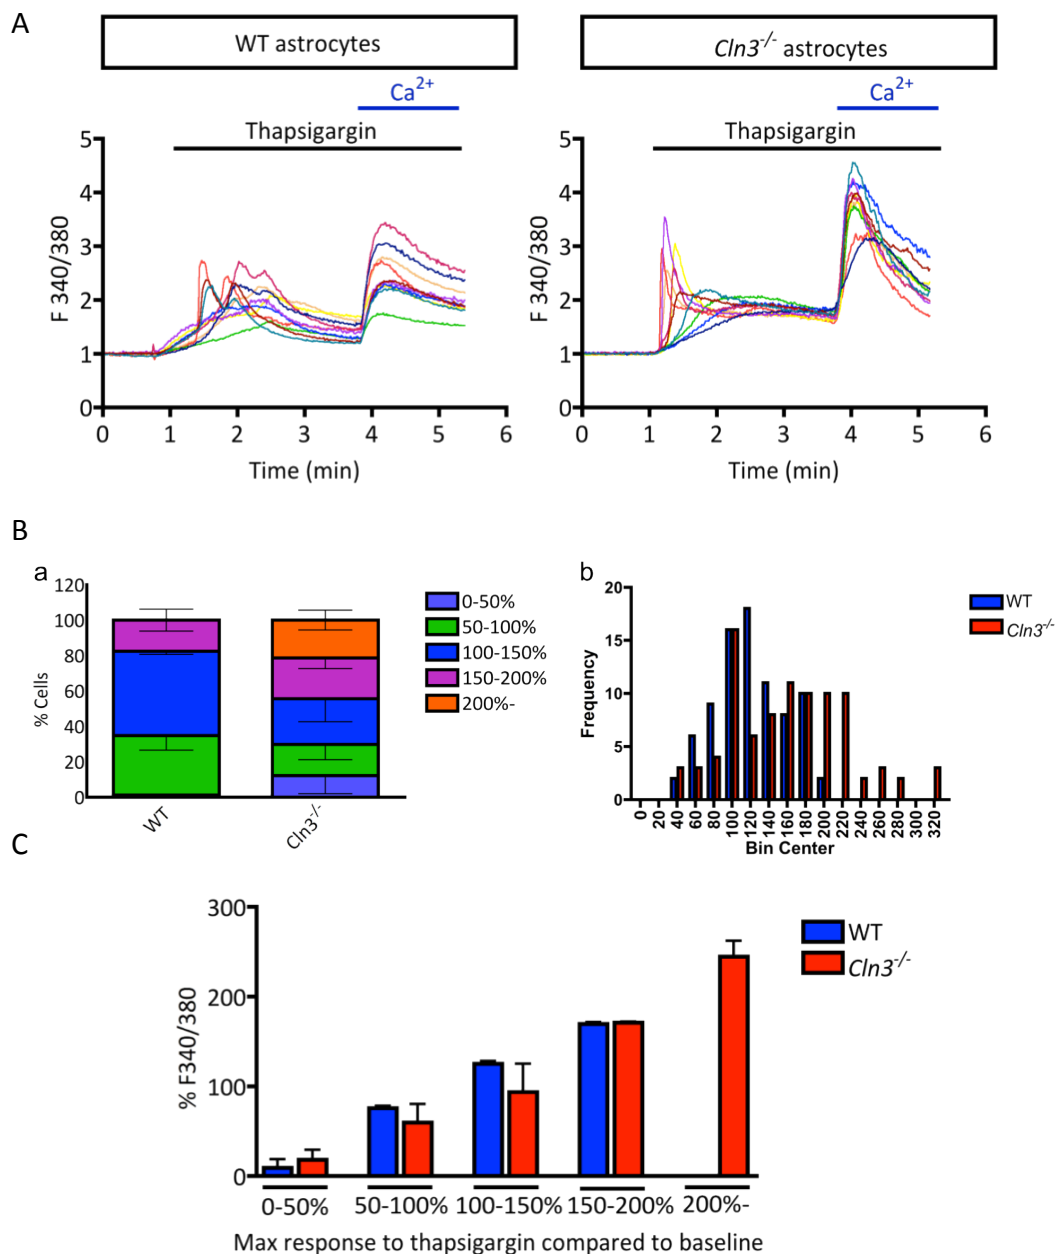 A
WT astrocytes
Cln3-/- astrocytes
Ca2+
Ca2+
Thapsigargin
Thapsigargin
5
4
3
2
1
0
F 340/380
0 1 2 3 4 5 6
Time (min)
5
4
3
2
1
0
F 340/380
0 1 2 3 4 5 6
Time (min)
B
a
120
100
80
60
40
20
0
% Cells
WT
Cln3-/-
0-50%
50-100%
100-150%
150-200%
200%-
b
20
15
10
5
0
Frequency
0 20 40 60 80 100 120 140 160 180 200 220 240 260 280 300 320
Bin Center
WT
Cln3-/-
C
300
200
100
0
% F340/380
WT
Cln3-/-
0-50% 50-100% 100-150% 150-200% 200%-
Max response to thapsigargin compared to baseline